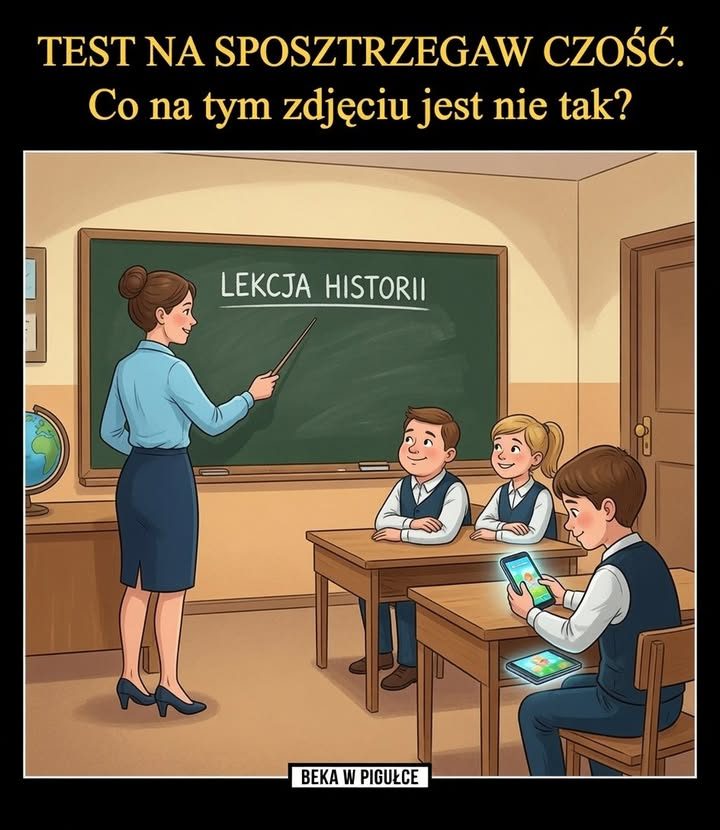 TEST NA SPOSZTRZEGAW CZOŚĆ.
Co na tym zdjęciu jest nie tak?
LEKCJA HISTORII
BEKA W PIGUŁCE